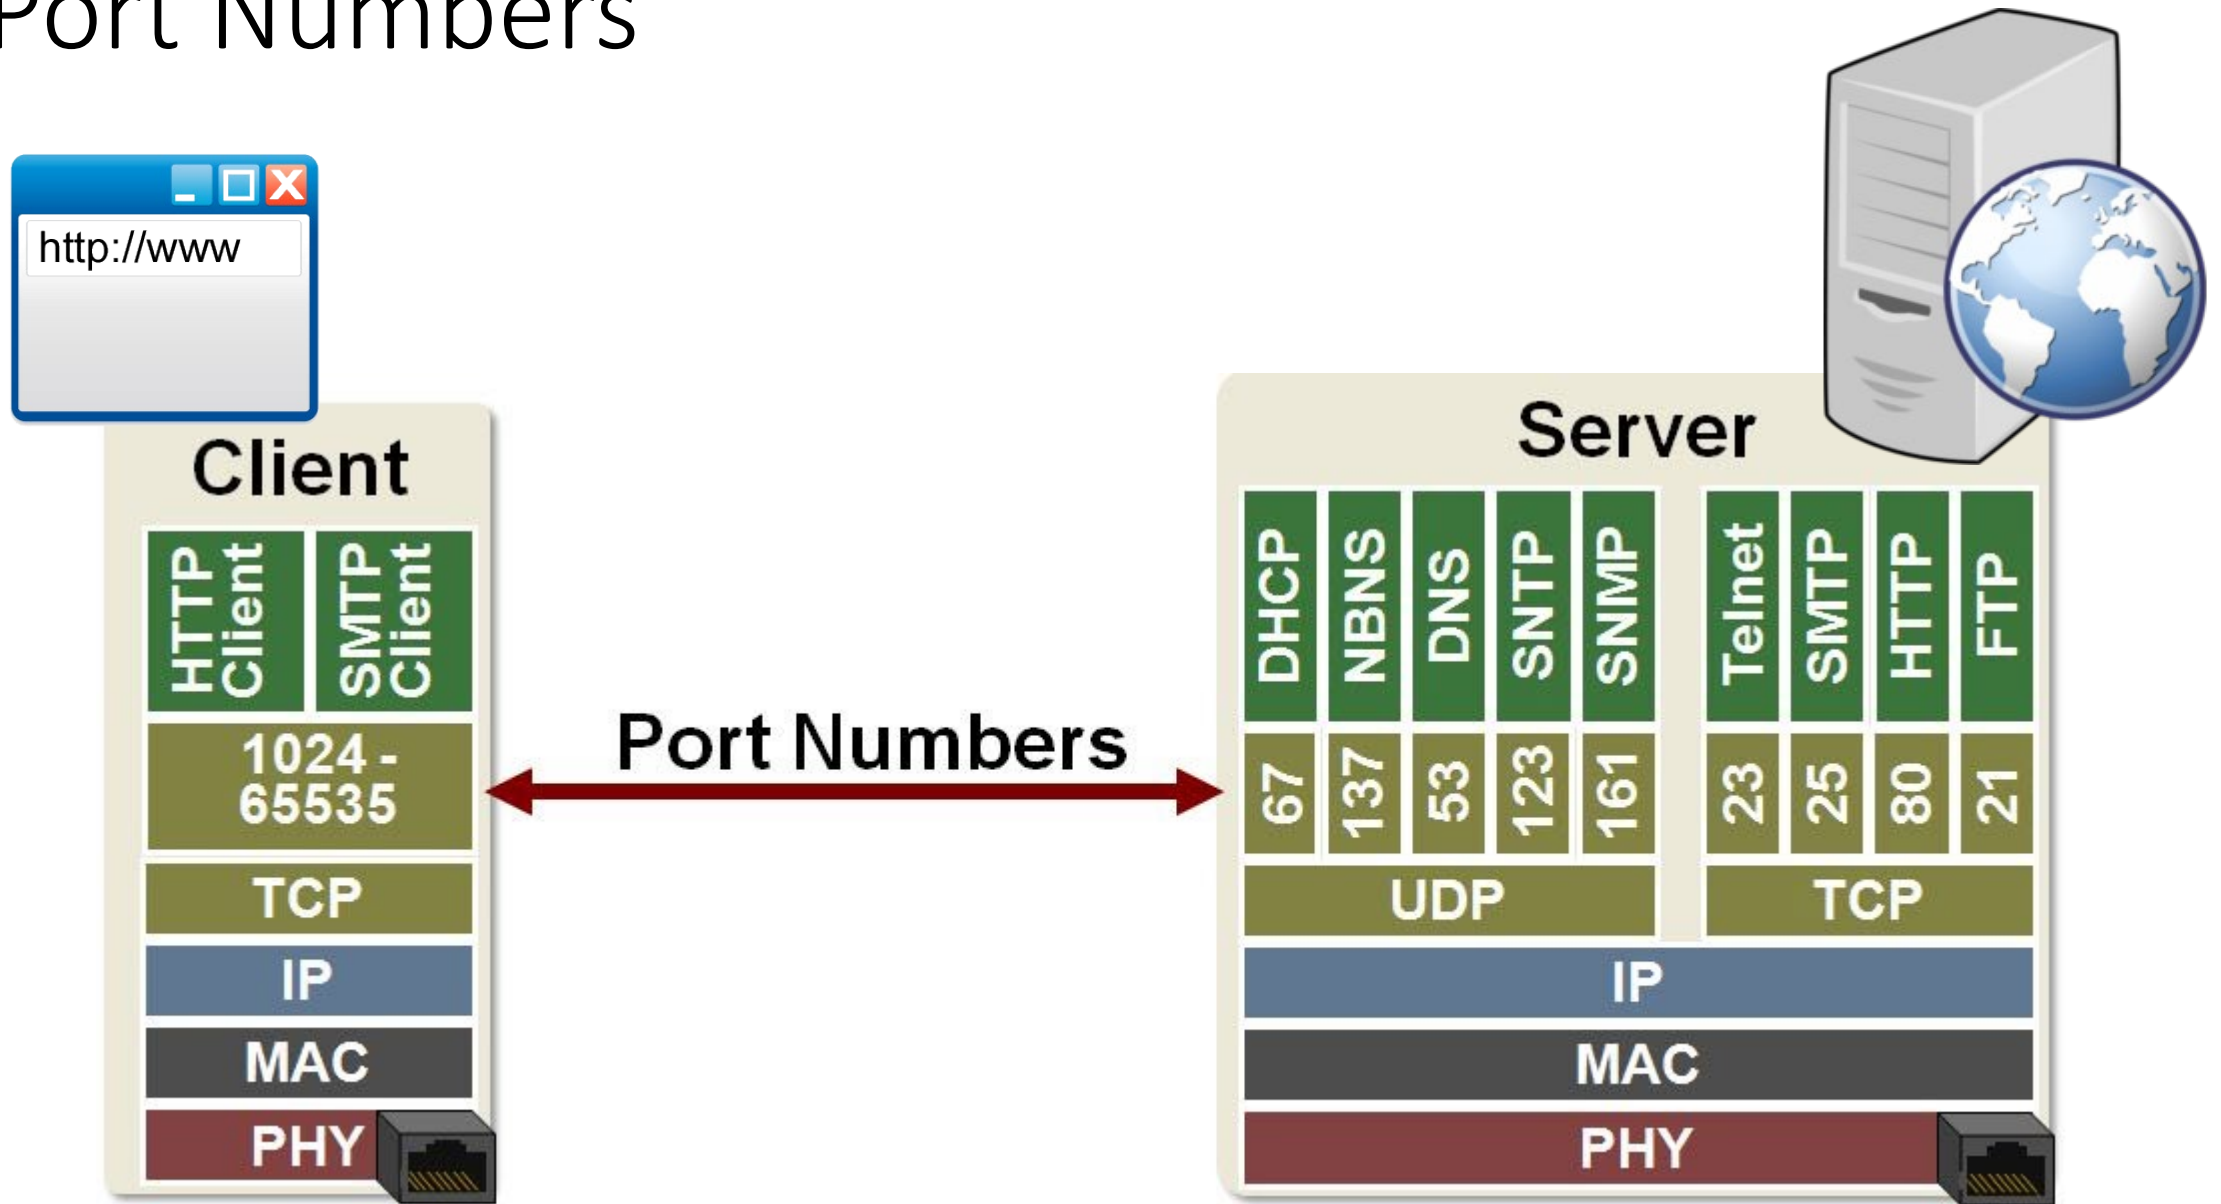 Port Numbers
http://www
Client
HTTP
Client
SMTP
Client
1024 -
65535
TCP
IP
MAC
PHY
Port Numbers
Server
DHCP
NBNS
DNS
SNTP
SNMP
Telnet
SMTP
HTTP
FTP
67
137
53
123
161
23
25
80
21
UDP
TCP
IP
MAC
PHY